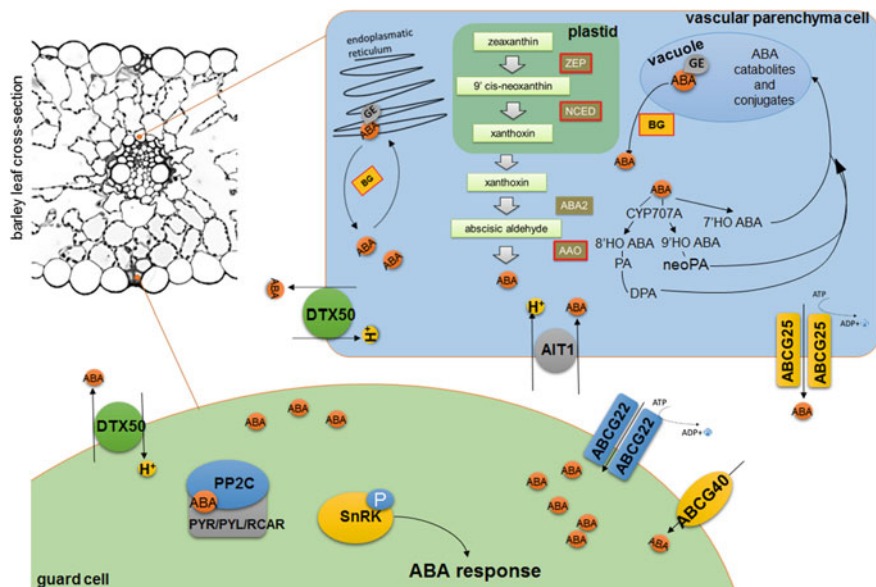 barley leaf cross-section
vascular parenchyma cell
endoplasmatic
reticulum
GE
ABA
BG
ABA
ABA
plastid
zeaxanthin
ZEP
9' cis-neoxanthin
NCED
xanthoxin
xanthoxin
ABA2
abscisic aldehyde
AAO
ABA
vacuole
GE
ABA
ABA
catabolites
and
conjugates
BG
ABA
ABA
CYP707A
7'HO ABA
8'HO ABA
9'HO ABA
PA
neoPA
DPA
ABA
DTX50
H+
H+
ABA
AIT1
ATP
ADP+
ABCG25
ABCG25
ABA
ABA
DTX50
H+
ABA
ABA
ABA
ABCG22
ABCG22
ATP
ADP+
ABA
ABA
ABA
ABA
ABA
ABCG40
ABA
PP2C
ABA
PYR/PYL/RCAR
P
SnRK
ABA response
guard cell